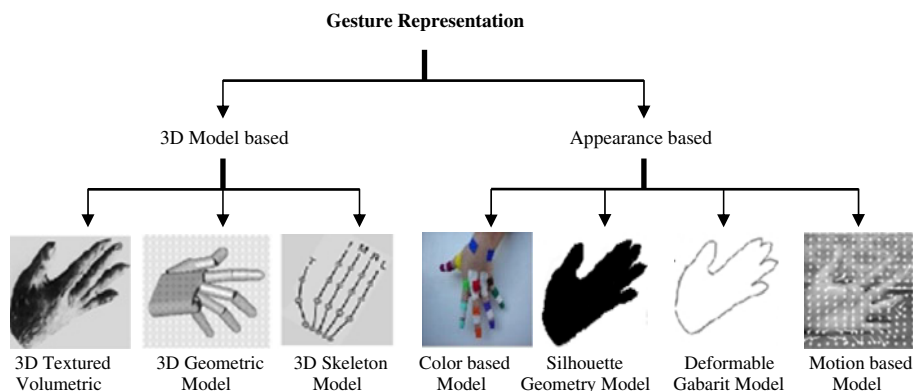 Gesture Representation
3D Model based
Appearance based
3D Textured
Volumetric
3D Geometric
Model
3D Skeleton
Model
Color based
Model
Silhouette
Geometry Model
Deformable
Gabarit Model
Motion based
Model